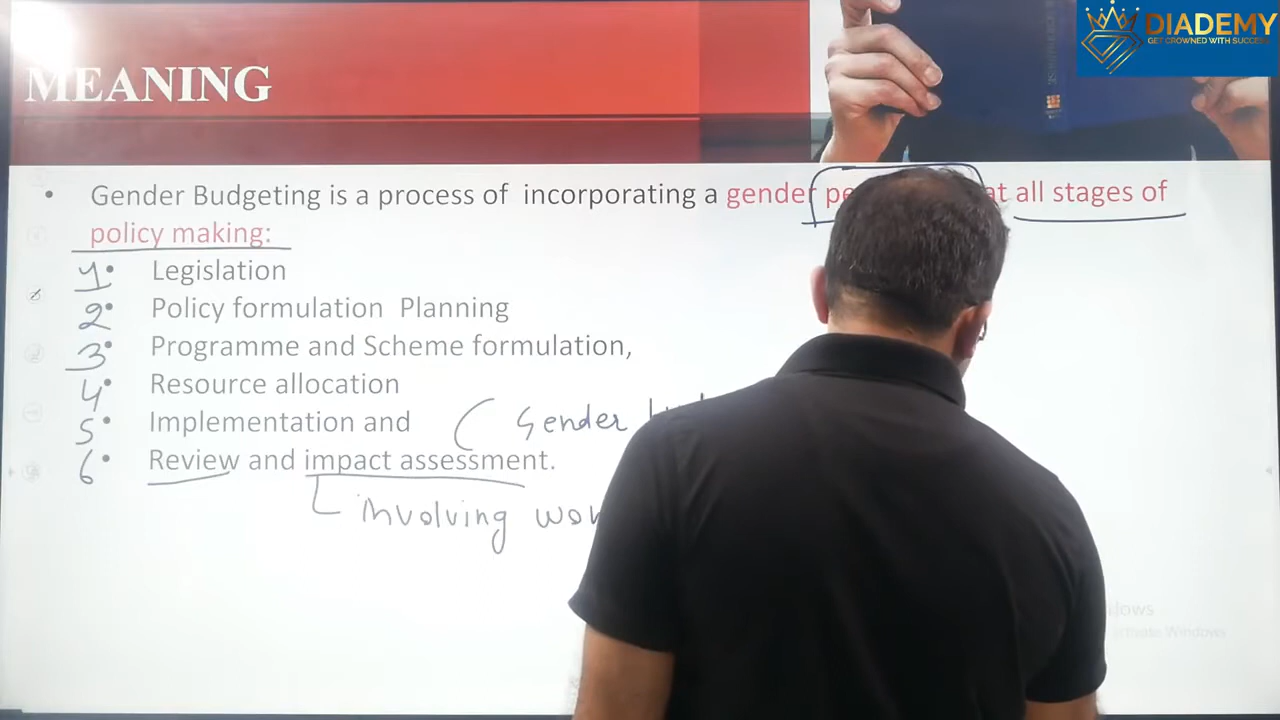 DIADEMY
GET CROWNED WITH SUCCESS
MEANING
• Gender Budgeting is a process of incorporating a gender at all stages of
policy making:
1• Legislation
2• Policy formulation Planning
3• Programme and Scheme formulation,
4• Resource allocation
5• Implementation and ( Gender
6• Review and impact assessment.
involving